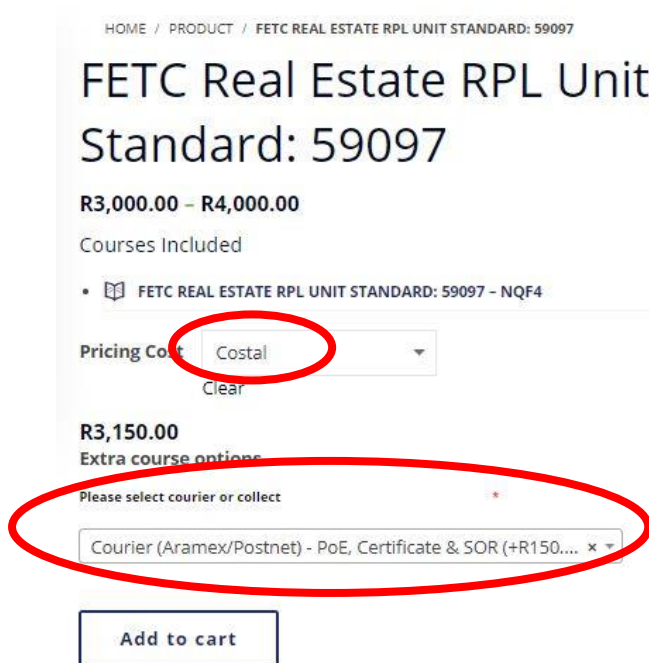 HOME / PRODUCT / FETC REAL ESTATE RPL UNIT STANDARD: 59097
FETC Real Estate RPL Unit
Standard: 59097
R3,000.00 – R4,000.00
Courses Included
• FETC REAL ESTATE RPL UNIT STANDARD: 59097 – NQF4
Pricing Cost Costal
Clear
R3,150.00
Extra course options
Please select courier or collect *
Courier (Aramex/Postnet) - PoE, Certificate & SOR (+R150.... ×
Add to cart